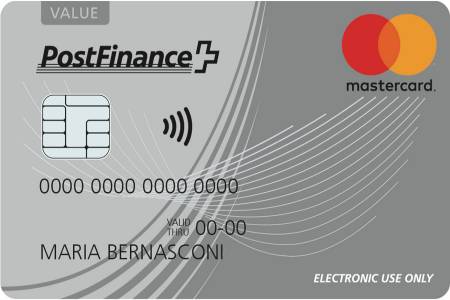 VALUE
PostFinance
mastercard.
0000 0000 0000 0000
VALID
THRU 00-00
MARIA BERNASCONI
ELECTRONIC USE ONLY